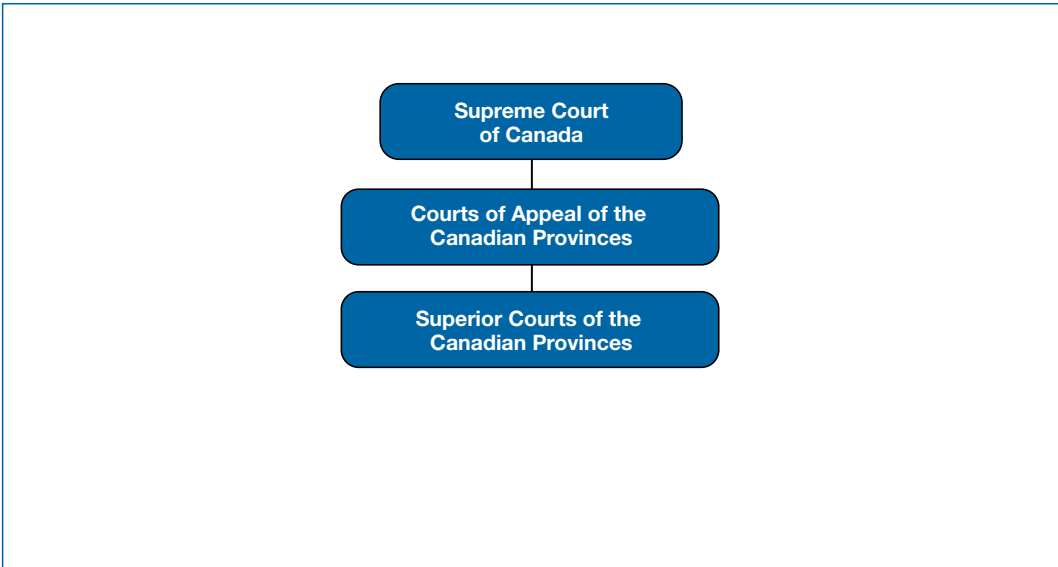 Supreme Court
of Canada
Courts of Appeal of the
Canadian Provinces
Superior Courts of the
Canadian Provinces